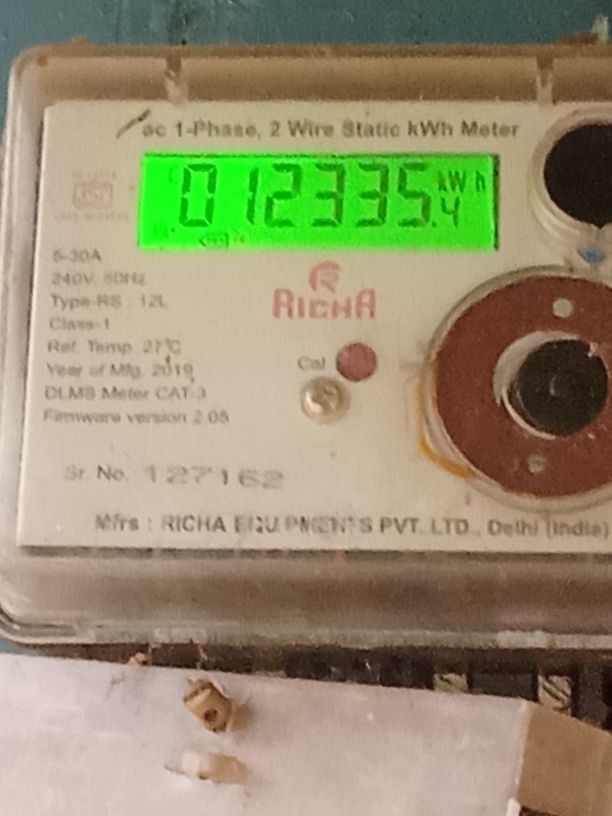 ac 1-Phase, 2 Wire Static kWh Meter
012335.4 kWh
ISI
5-30A
240V, 50Hz
Type-RS : 12L
Class-1
Ref. Temp. 27°C
Year of Mfg. 2019
DLMS Meter CAT 3
Firmware version 2.05
RICHA
Cal
Sr. No. 127162
Mfrs : RICHA EQUIPMENTS PVT. LTD., Delhi (India)